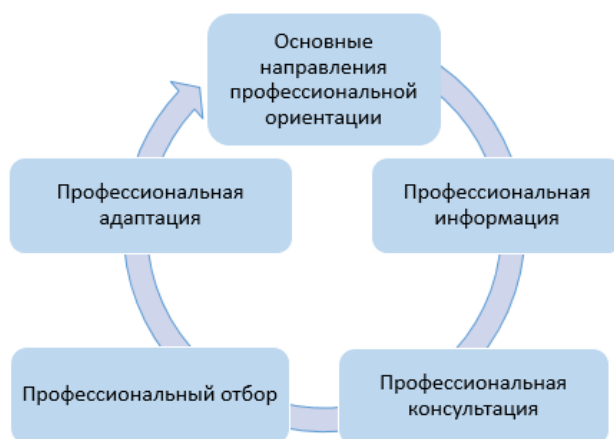 Основные
направления
профессиональной
ориентации
Профессиональная
информация
Профессиональная
консультация
Профессиональный отбор
Профессиональная
адаптация